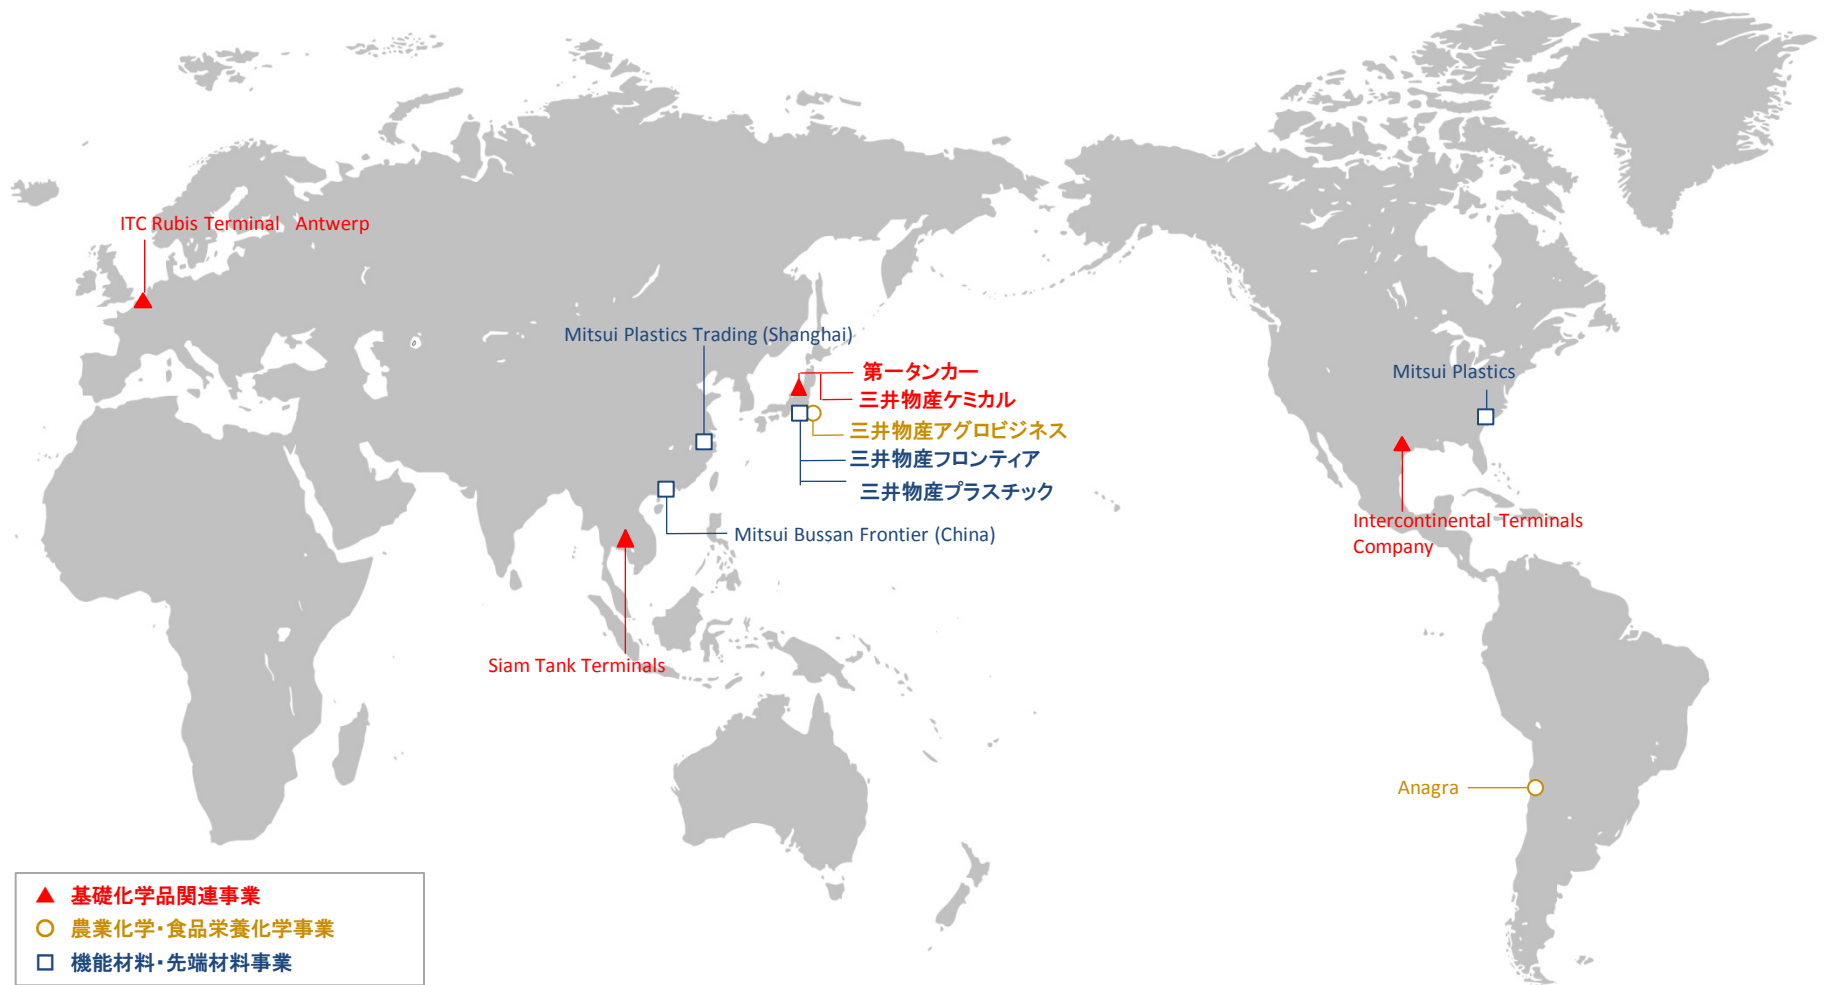 ITC Rubis Terminal Antwerp
Mitsui Plastics Trading (Shanghai)
第一タンカー
三井物産ケミカル
三井物産アグロビジネス
三井物産フロンティア
三井物産プラスチック
Mitsui Plastics
Mitsui Bussan Frontier (China)
Intercontinental Terminals
Company
Siam Tank Terminals
Anagra
基礎化学品関連事業
農業化学・食品栄養化学事業
機能材料・先端材料事業